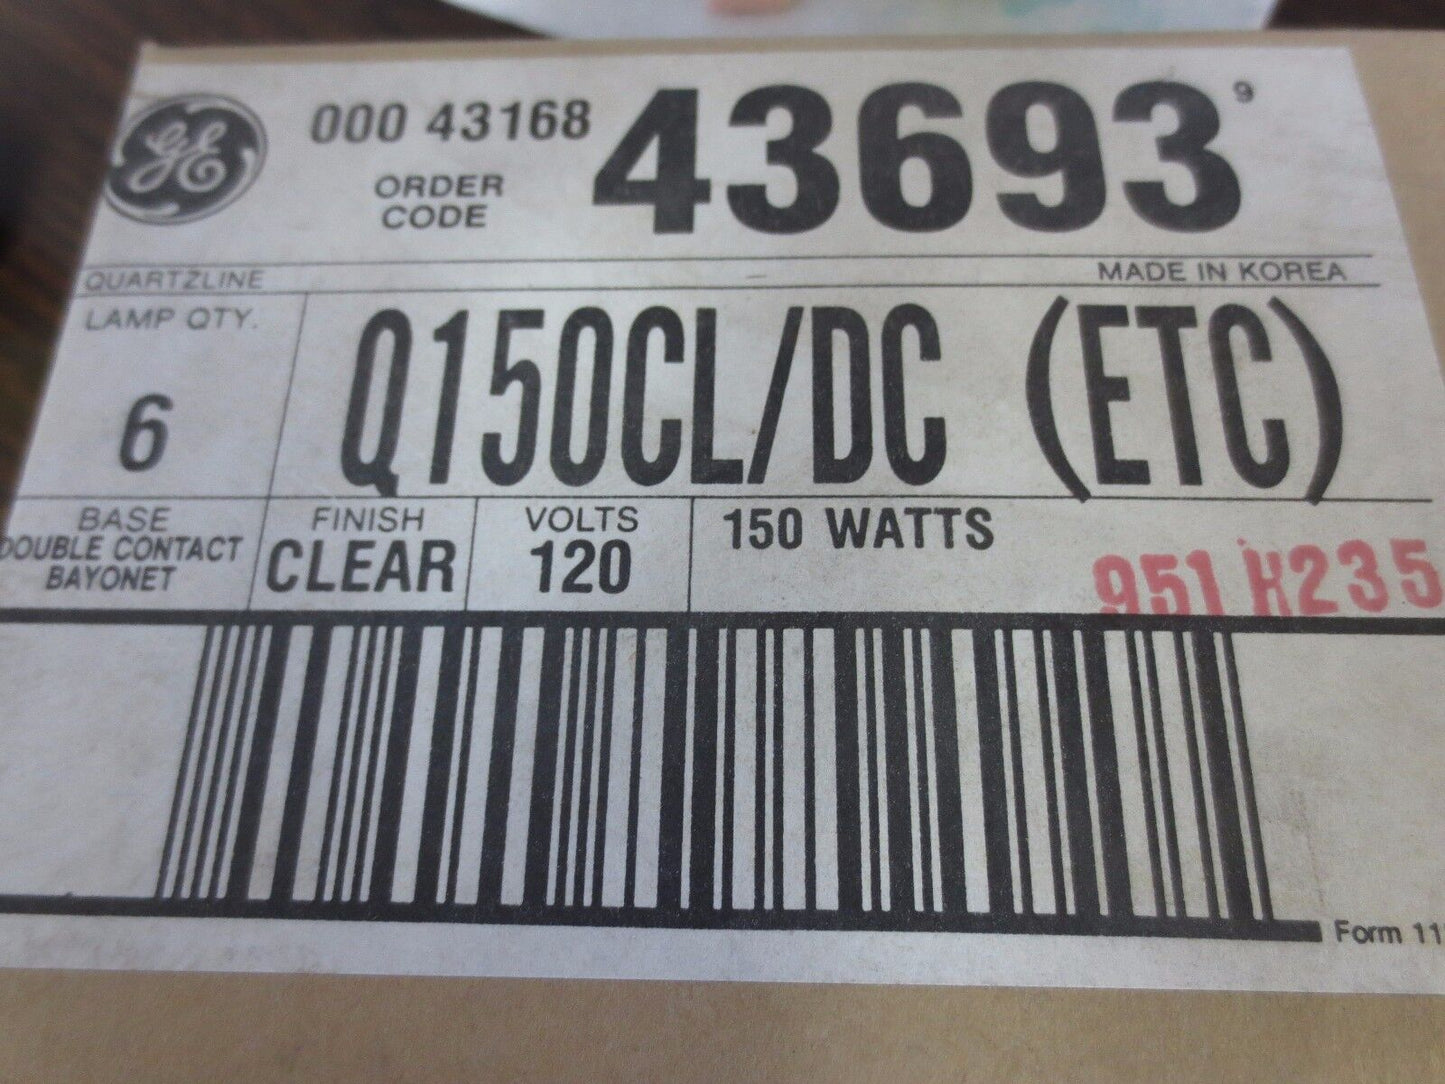 GE
000 43168
ORDER CODE
43693 9
QUARTZLINE
MADE IN KOREA
LAMP QTY.
6
Q150CL/DC (ETC)
BASE
DOUBLE CONTACT
BAYONET
FINISH
CLEAR
VOLTS
120
150 WATTS
951 H235
Form